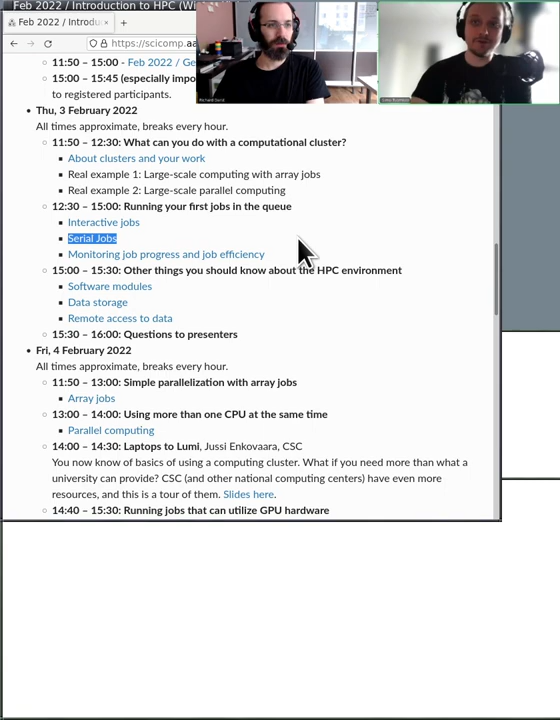 Feb 2022 / Introduction to HPC (Wi
Feb 2022 / Introdu
https://scicomp.aa
11:50 – 15:00 - Feb 2022 / Ge
15:00 – 15:45 (especially impo
to registered participants.
Thu, 3 February 2022
All times approximate, breaks every hour.
11:50 – 12:30: What can you do with a computational cluster?
About clusters and your work
Real example 1: Large-scale computing with array jobs
Real example 2: Large-scale parallel computing
12:30 – 15:00: Running your first jobs in the queue
Interactive jobs
Serial Jobs
Monitoring job progress and job efficiency
15:00 – 15:30: Other things you should know about the HPC environment
Software modules
Data storage
Remote access to data
15:30 – 16:00: Questions to presenters
Fri, 4 February 2022
All times approximate, breaks every hour.
11:50 – 13:00: Simple parallelization with array jobs
Array jobs
13:00 – 14:00: Using more than one CPU at the same time
Parallel computing
14:00 – 14:30: Laptops to Lumi, Jussi Enkovaara, CSC
You now know of basics of using a computing cluster. What if you need more than what a
university can provide? CSC (and other national computing centers) have even more
resources, and this is a tour of them. Slides here.
14:40 – 15:30: Running jobs that can utilize GPU hardware